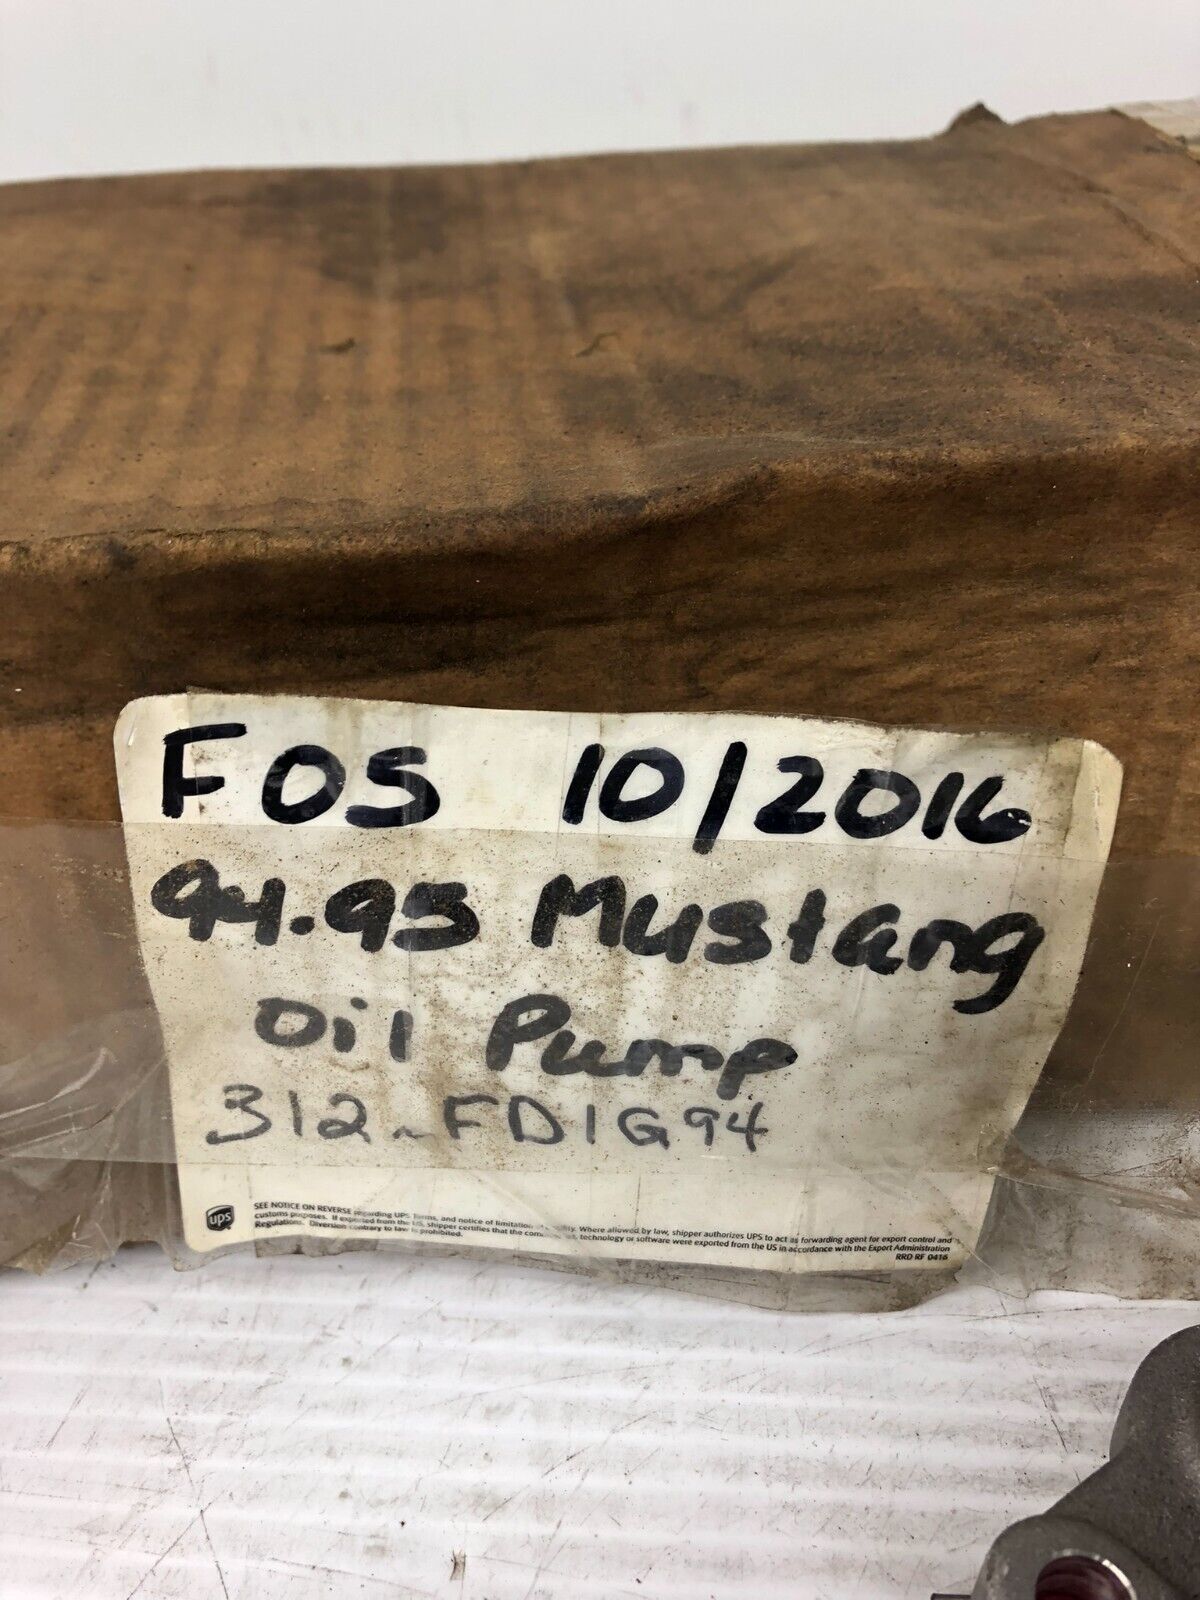 FOS 10/2016
94.95 Mustang
Oil Pump
312-FD1G94
ups
SEE NOTICE ON REVERSE regarding UPS Terms, and notice of limitation of liability. Where allowed by law, shipper authorizes UPS to act as forwarding agent for export control and
customs purposes. If exported from the US, shipper certifies that the technology or software were exported from the US in accordance with the Export Administration
Regulations. Diversion contrary to law is prohibited.
RRD RF 0416